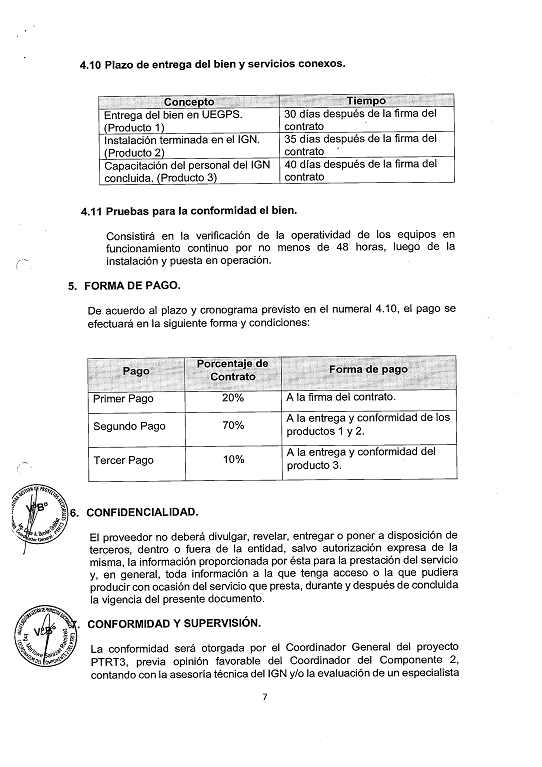 4.10 Plazo de entrega del bien y servicios conexos.
Concepto Tiempo
Entrega del bien en UEGPS. 30 días después de la firma del
(Producto 1) contrato
Instalación terminada en el IGN. 35 días después de la firma del
(Producto 2) contrato
Capacitación del personal del IGN 40 días después de la firma del
concluida. (Producto 3) contrato
4.11 Pruebas para la conformidad el bien.
Consistirá en la verificación de la operatividad de los equipos en
funcionamiento continuo por no menos de 48 horas, luego de la
instalación y puesta en operación.
5. FORMA DE PAGO.
De acuerdo al plazo y cronograma previsto en el numeral 4.10, el pago se
efectuará en la siguiente forma y condiciones:
Pago Porcentaje de Contrato Forma de pago
Primer Pago 20% A la firma del contrato.
Segundo Pago 70% A la entrega y conformidad de los
productos 1 y 2.
Tercer Pago 10% A la entrega y conformidad del
producto 3.
6. CONFIDENCIALIDAD.
El proveedor no deberá divulgar, revelar, entregar o poner a disposición de
terceros, dentro o fuera de la entidad, salvo autorización expresa de la
misma, la información proporcionada por ésta para la prestación del servicio
y, en general, toda información a la que tenga acceso o la que pudiera
producir con ocasión del servicio que presta, durante y después de concluida
la vigencia del presente documento.
CONFORMIDAD Y SUPERVISIÓN.
La conformidad será otorgada por el Coordinador General del proyecto
PTRT3, previa opinión favorable del Coordinador del Componente 2,
contando con la asesoría técnica del IGN y/o la evaluación de un especialista
7
VºBº
VºBº